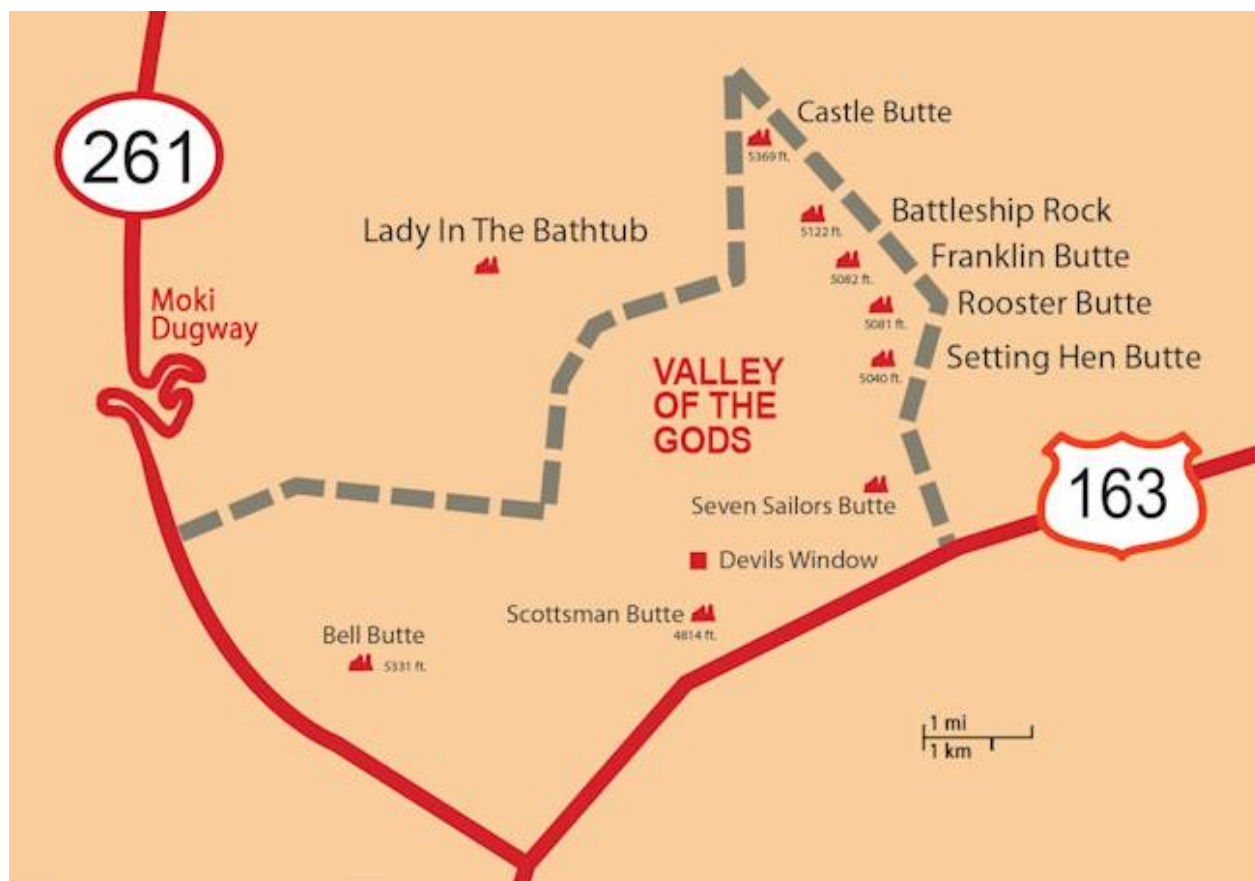 261
Castle Butte
5369 ft.
Lady In The Bathtub
Battleship Rock
5122 ft.
Franklin Butte
5082 ft.
Moki
Dugway
Rooster Butte
5081 ft.
Setting Hen Butte
5040 ft.
VALLEY
OF THE
GODS
163
Seven Sailors Butte
Devils Window
Scottsman Butte
4814 ft.
Bell Butte
5331 ft.
1 mi
1 km